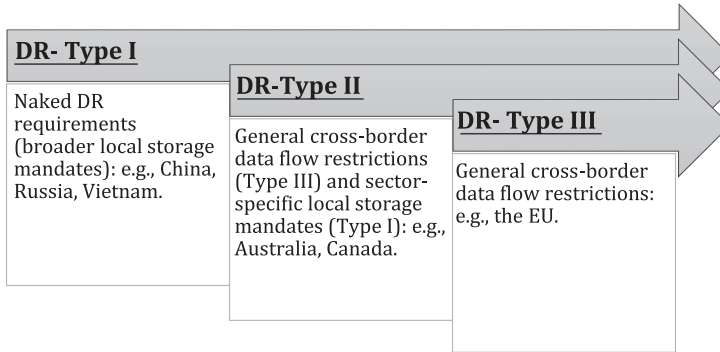 DR- Type I
Naked DR
requirements
(broader local storage
mandates): e.g., China,
Russia, Vietnam.
DR-Type II
General cross-border
data flow restrictions
(Type III) and sector-
specific local storage
mandates (Type I): e.g.,
Australia, Canada.
DR- Type III
General cross-border
data flow restrictions:
e.g., the EU.